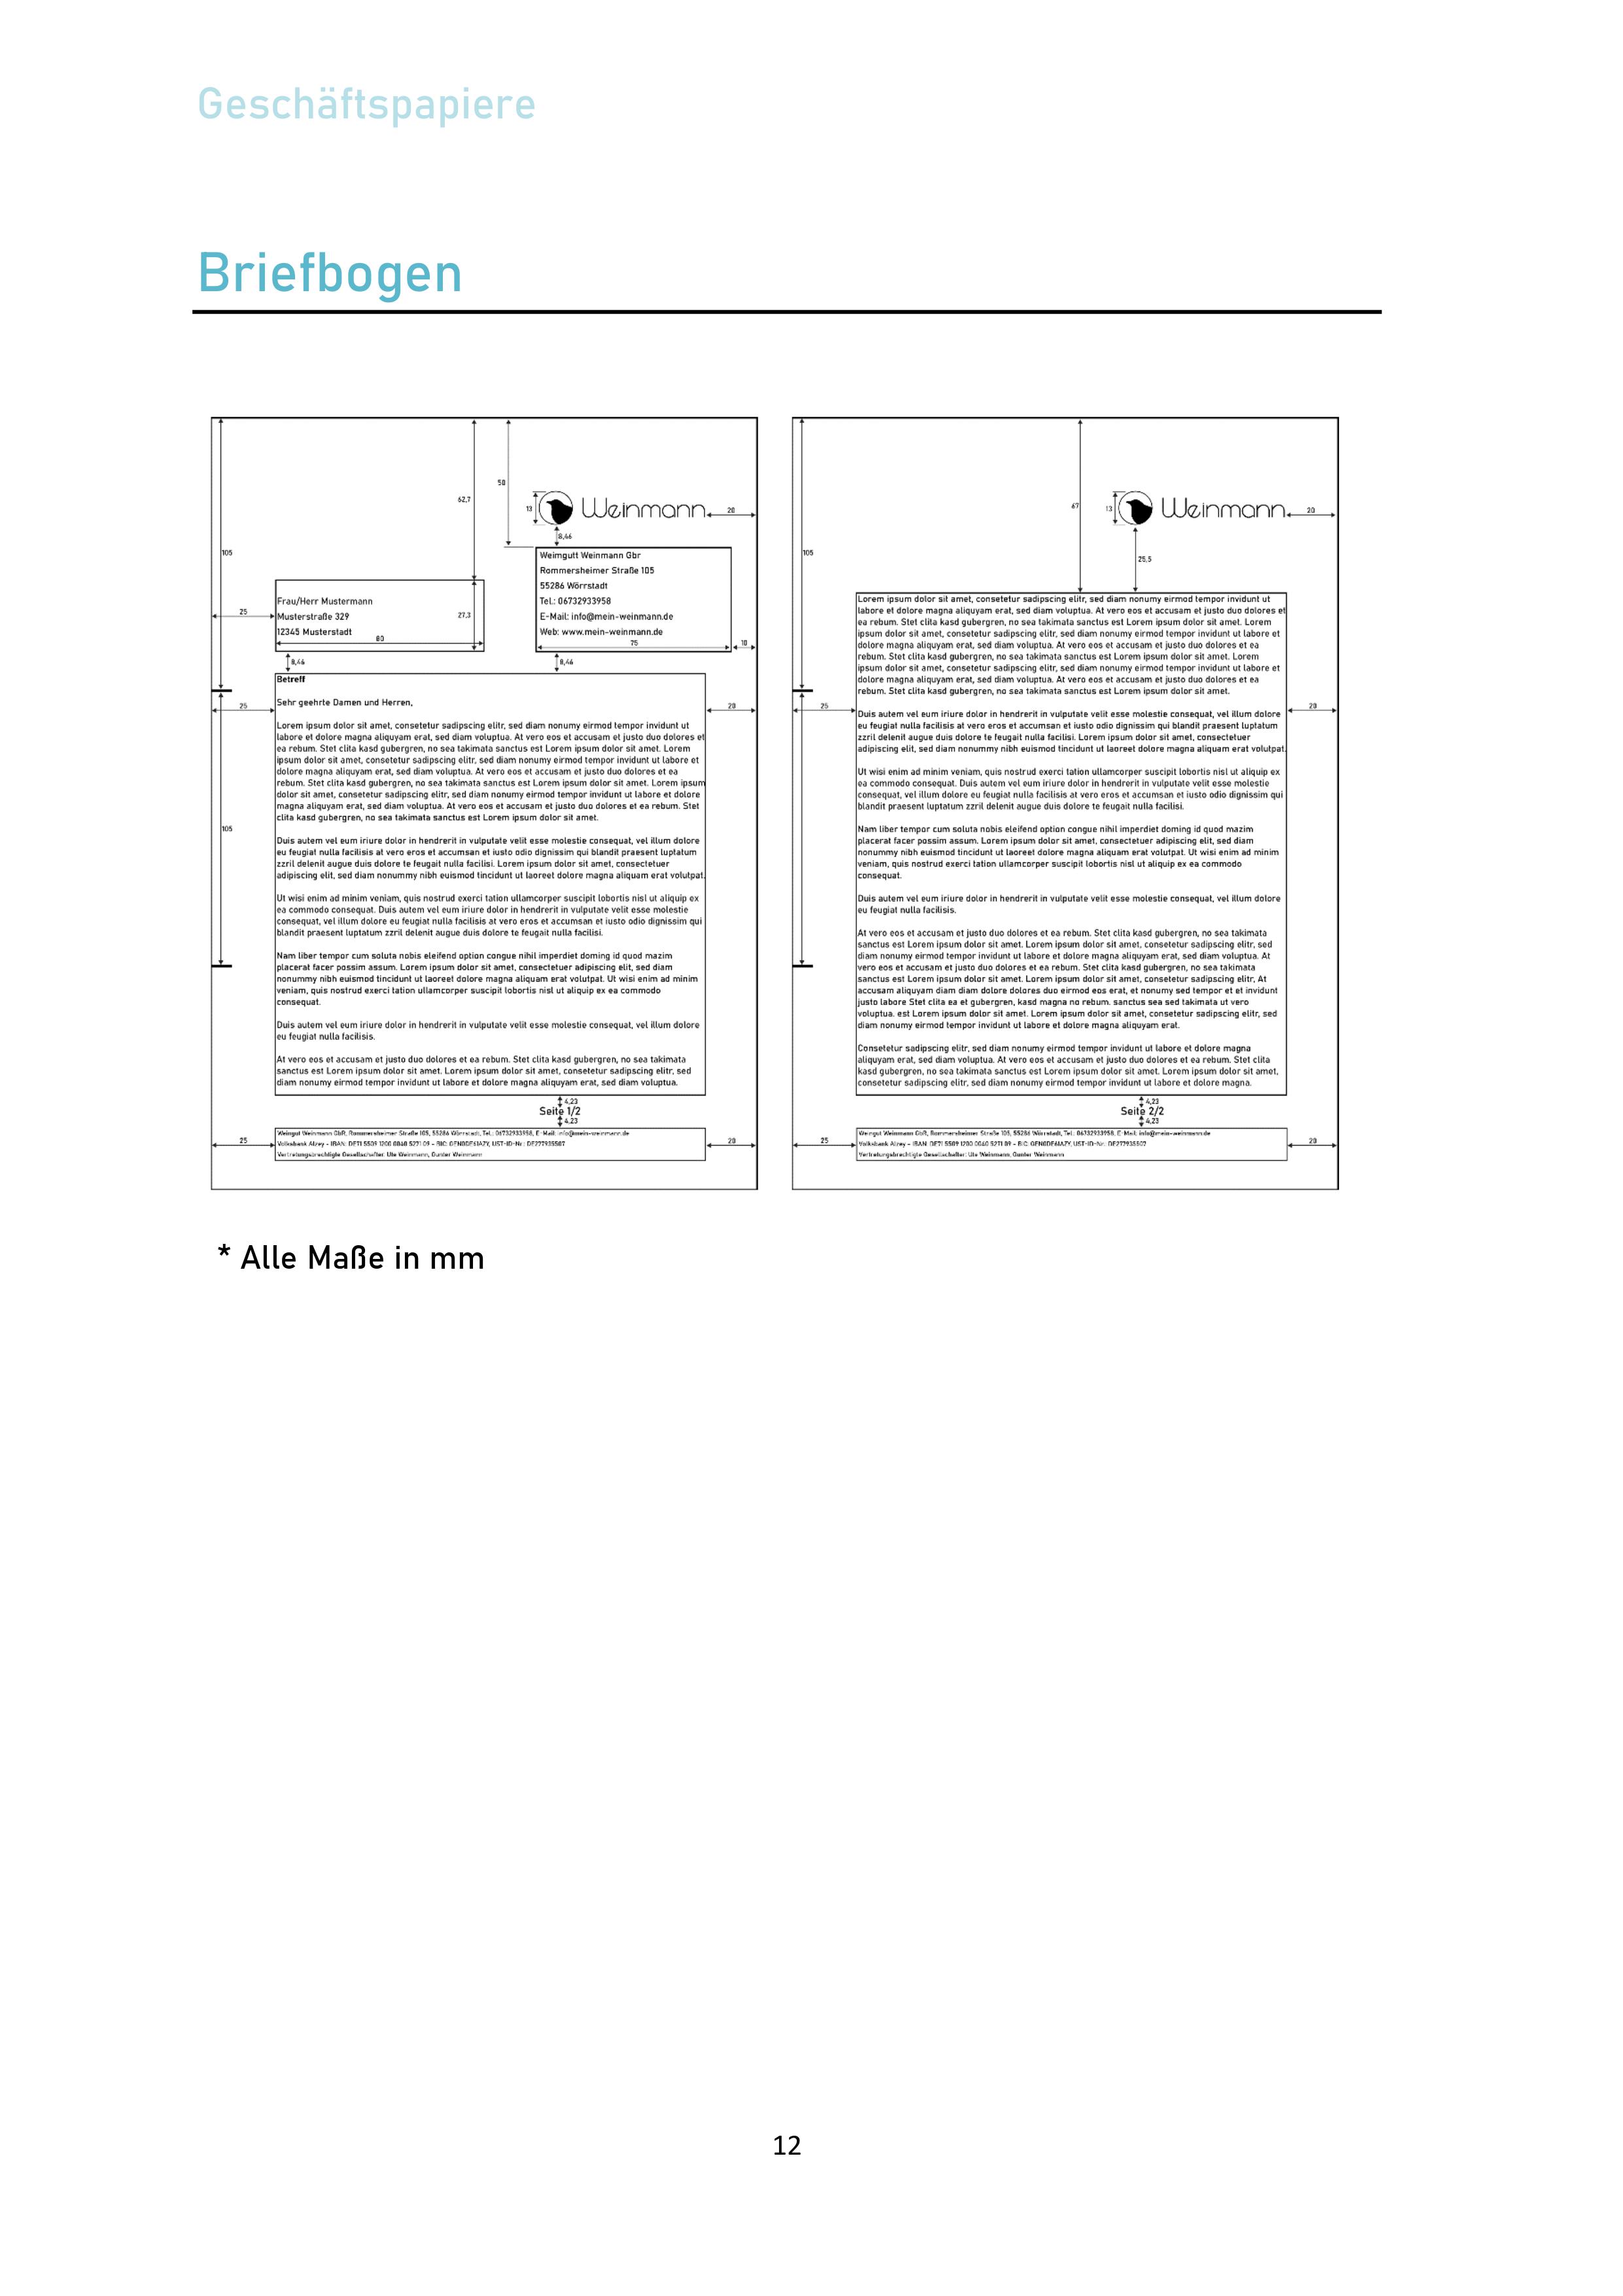 Geschäftspapiere
Briefbogen
62,7
50
13
Weinmann
20
8,46
105
Weimgutt Weinmann Gbr
Rommersheimer Straße 105
55286 Wörrstadt
Tel.: 06732933958
E-Mail: info@mein-weinmann.de
Web: www.mein-weinmann.de
75
10
25
Frau/Herr Mustermann
Musterstraße 329
12345 Musterstadt
27,3
80
8,46
8,46
Betreff
25
20
Sehr geehrte Damen und Herren,
Lorem ipsum dolor sit amet, consetetur sadipscing elitr, sed diam nonumy eirmod tempor invidunt ut
labore et dolore magna aliquyam erat, sed diam voluptua. At vero eos et accusam et justo duo dolores et
ea rebum. Stet clita kasd gubergren, no sea takimata sanctus est Lorem ipsum dolor sit amet. Lorem
ipsum dolor sit amet, consetetur sadipscing elitr, sed diam nonumy eirmod tempor invidunt ut labore et
dolore magna aliquyam erat, sed diam voluptua. At vero eos et accusam et justo duo dolores et ea
rebum. Stet clita kasd gubergren, no sea takimata sanctus est Lorem ipsum dolor sit amet. Lorem ipsum
dolor sit amet, consetetur sadipscing elitr, sed diam nonumy eirmod tempor invidunt ut labore et dolore
magna aliquyam erat, sed diam voluptua. At vero eos et accusam et justo duo dolores et ea rebum. Stet
clita kasd gubergren, no sea takimata sanctus est Lorem ipsum dolor sit amet.
105
Duis autem vel eum iriure dolor in hendrerit in vulputate velit esse molestie consequat, vel illum dolore
eu feugiat nulla facilisis at vero eros et accumsan et iusto odio dignissim qui blandit praesent luptatum
zzril delenit augue duis dolore te feugait nulla facilisi. Lorem ipsum dolor sit amet, consectetuer
adipiscing elit, sed diam nonummy nibh euismod tincidunt ut laoreet dolore magna aliquam erat volutpat.
Ut wisi enim ad minim veniam, quis nostrud exerci tation ullamcorper suscipit lobortis nisl ut aliquip ex
ea commodo consequat. Duis autem vel eum iriure dolor in hendrerit in vulputate velit esse molestie
consequat, vel illum dolore eu feugiat nulla facilisis at vero eros et accumsan et iusto odio dignissim qui
blandit praesent luptatum zzril delenit augue duis dolore te feugait nulla facilisi.
Nam liber tempor cum soluta nobis eleifend option congue nihil imperdiet doming id quod mazim
placerat facer possim assum. Lorem ipsum dolor sit amet, consectetuer adipiscing elit, sed diam
nonummy nibh euismod tincidunt ut laoreet dolore magna aliquam erat volutpat. Ut wisi enim ad minim
veniam, quis nostrud exerci tation ullamcorper suscipit lobortis nisl ut aliquip ex ea commodo
consequat.
Duis autem vel eum iriure dolor in hendrerit in vulputate velit esse molestie consequat, vel illum dolore
eu feugiat nulla facilisis.
At vero eos et accusam et justo duo dolores et ea rebum. Stet clita kasd gubergren, no sea takimata
sanctus est Lorem ipsum dolor sit amet. Lorem ipsum dolor sit amet, consetetur sadipscing elitr, sed
diam nonumy eirmod tempor invidunt ut labore et dolore magna aliquyam erat, sed diam voluptua.
4,23
Seite 1/2
4,23
Weingut Weinmann GbR, Rommersheimer Straße 105, 55286 Wörrstadt, Tel.: 06732933958, E-Mail: info@mein-weinmann.de
25
Volksbank Alzey – IBAN: DE71 5509 1200 0040 5271 09 – BIC: GENODE61AZY, UST-ID-Nr.: DE277935507
20
Vertretungsbrechtigte Gesellschafter: Ute Weinmann, Gunter Weinmann
67
13
Weinmann
20
105
25,5
Lorem ipsum dolor sit amet, consetetur sadipscing elitr, sed diam nonumy eirmod tempor invidunt ut
labore et dolore magna aliquyam erat, sed diam voluptua. At vero eos et accusam et justo duo dolores et
ea rebum. Stet clita kasd gubergren, no sea takimata sanctus est Lorem ipsum dolor sit amet. Lorem
ipsum dolor sit amet, consetetur sadipscing elitr, sed diam nonumy eirmod tempor invidunt ut labore et
dolore magna aliquyam erat, sed diam voluptua. At vero eos et accusam et justo duo dolores et ea
rebum. Stet clita kasd gubergren, no sea takimata sanctus est Lorem ipsum dolor sit amet. Lorem
ipsum dolor sit amet, consetetur sadipscing elitr, sed diam nonumy eirmod tempor invidunt ut labore et
dolore magna aliquyam erat, sed diam voluptua. At vero eos et accusam et justo duo dolores et ea
rebum. Stet clita kasd gubergren, no sea takimata sanctus est Lorem ipsum dolor sit amet.
25
20
Duis autem vel eum iriure dolor in hendrerit in vulputate velit esse molestie consequat, vel illum dolore
eu feugiat nulla facilisis at vero eros et accumsan et iusto odio dignissim qui blandit praesent luptatum
zzril delenit augue duis dolore te feugait nulla facilisi. Lorem ipsum dolor sit amet, consectetuer
adipiscing elit, sed diam nonummy nibh euismod tincidunt ut laoreet dolore magna aliquam erat volutpat.
Ut wisi enim ad minim veniam, quis nostrud exerci tation ullamcorper suscipit lobortis nisl ut aliquip ex
ea commodo consequat. Duis autem vel eum iriure dolor in hendrerit in vulputate velit esse molestie
consequat, vel illum dolore eu feugiat nulla facilisis at vero eros et accumsan et iusto odio dignissim qui
blandit praesent luptatum zzril delenit augue duis dolore te feugait nulla facilisi.
Nam liber tempor cum soluta nobis eleifend option congue nihil imperdiet doming id quod mazim
placerat facer possim assum. Lorem ipsum dolor sit amet, consectetuer adipiscing elit, sed diam
nonummy nibh euismod tincidunt ut laoreet dolore magna aliquam erat volutpat. Ut wisi enim ad minim
veniam, quis nostrud exerci tation ullamcorper suscipit lobortis nisl ut aliquip ex ea commodo
consequat.
Duis autem vel eum iriure dolor in hendrerit in vulputate velit esse molestie consequat, vel illum dolore
eu feugiat nulla facilisis.
At vero eos et accusam et justo duo dolores et ea rebum. Stet clita kasd gubergren, no sea takimata
sanctus est Lorem ipsum dolor sit amet. Lorem ipsum dolor sit amet, consetetur sadipscing elitr, sed
diam nonumy eirmod tempor invidunt ut labore et dolore magna aliquyam erat, sed diam voluptua. At
vero eos et accusam et justo duo dolores et ea rebum. Stet clita kasd gubergren, no sea takimata
sanctus est Lorem ipsum dolor sit amet. Lorem ipsum dolor sit amet, consetetur sadipscing elitr, At
accusam aliquyam diam diam dolore dolores duo eirmod eos erat, et nonumy sed tempor et et invidunt
justo labore Stet clita ea et gubergren, kasd magna no rebum. sanctus sea sed takimata ut vero
voluptua. est Lorem ipsum dolor sit amet. Lorem ipsum dolor sit amet, consetetur sadipscing elitr, sed
diam nonumy eirmod tempor invidunt ut labore et dolore magna aliquyam erat.
Consetetur sadipscing elitr, sed diam nonumy eirmod tempor invidunt ut labore et dolore magna
aliquyam erat, sed diam voluptua. At vero eos et accusam et justo duo dolores et ea rebum. Stet clita
kasd gubergren, no sea takimata sanctus est Lorem ipsum dolor sit amet. Lorem ipsum dolor sit amet,
consetetur sadipscing elitr, sed diam nonumy eirmod tempor invidunt ut labore et dolore magna.
4,23
Seite 2/2
4,23
Weingut Weinmann GbR, Rommersheimer Straße 105, 55286 Wörrstadt, Tel.: 06732933958, E-Mail: info@mein-weinmann.de
25
Volksbank Alzey – IBAN: DE71 5509 1200 0040 5271 09 – BIC: GENODE61AZY, UST-ID-Nr.: DE277935507
20
Vertretungsbrechtigte Gesellschafter: Ute Weinmann, Gunter Weinmann
* Alle Maße in mm
12